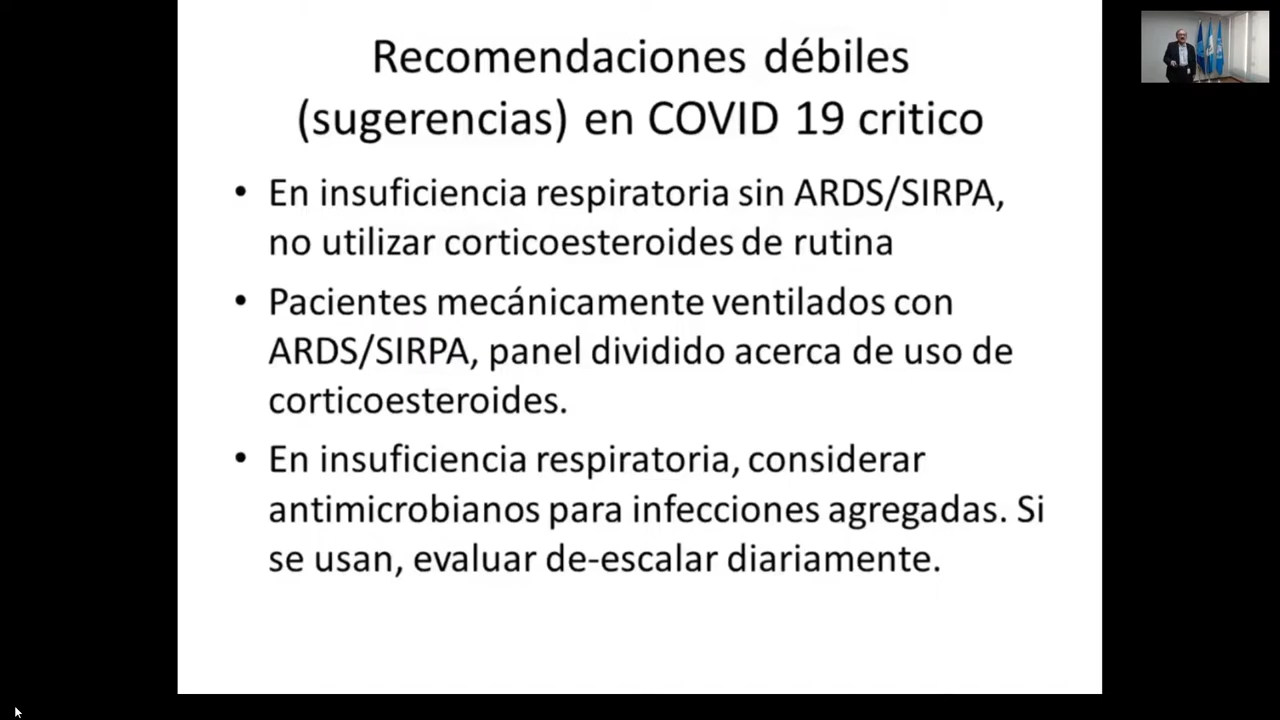 Recomendaciones débiles
(sugerencias) en COVID 19 critico
• En insuficiencia respiratoria sin ARDS/SIRPA,
no utilizar corticoesteroides de rutina
• Pacientes mecánicamente ventilados con
ARDS/SIRPA, panel dividido acerca de uso de
corticoesteroides.
• En insuficiencia respiratoria, considerar
antimicrobianos para infecciones agregadas. Si
se usan, evaluar de-escalar diariamente.